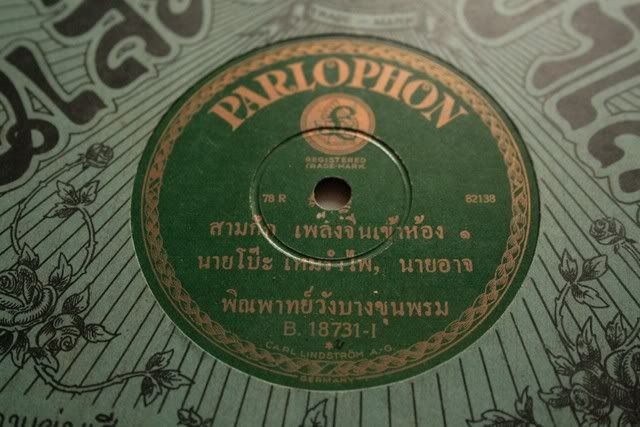 TRADE - MARK
PARLOPHON
REGISTERED
TRADE-MARK
78 R
82138
สามก๊ก เพลงจีนเข้าห้อง ๑
นายโป๊ะ เหมรำไพ, นายอาจ
พิณพาทย์วังบางขุนพรม
B. 18731-I
CARL LINDSTRÖM A.-G.
GERMANY